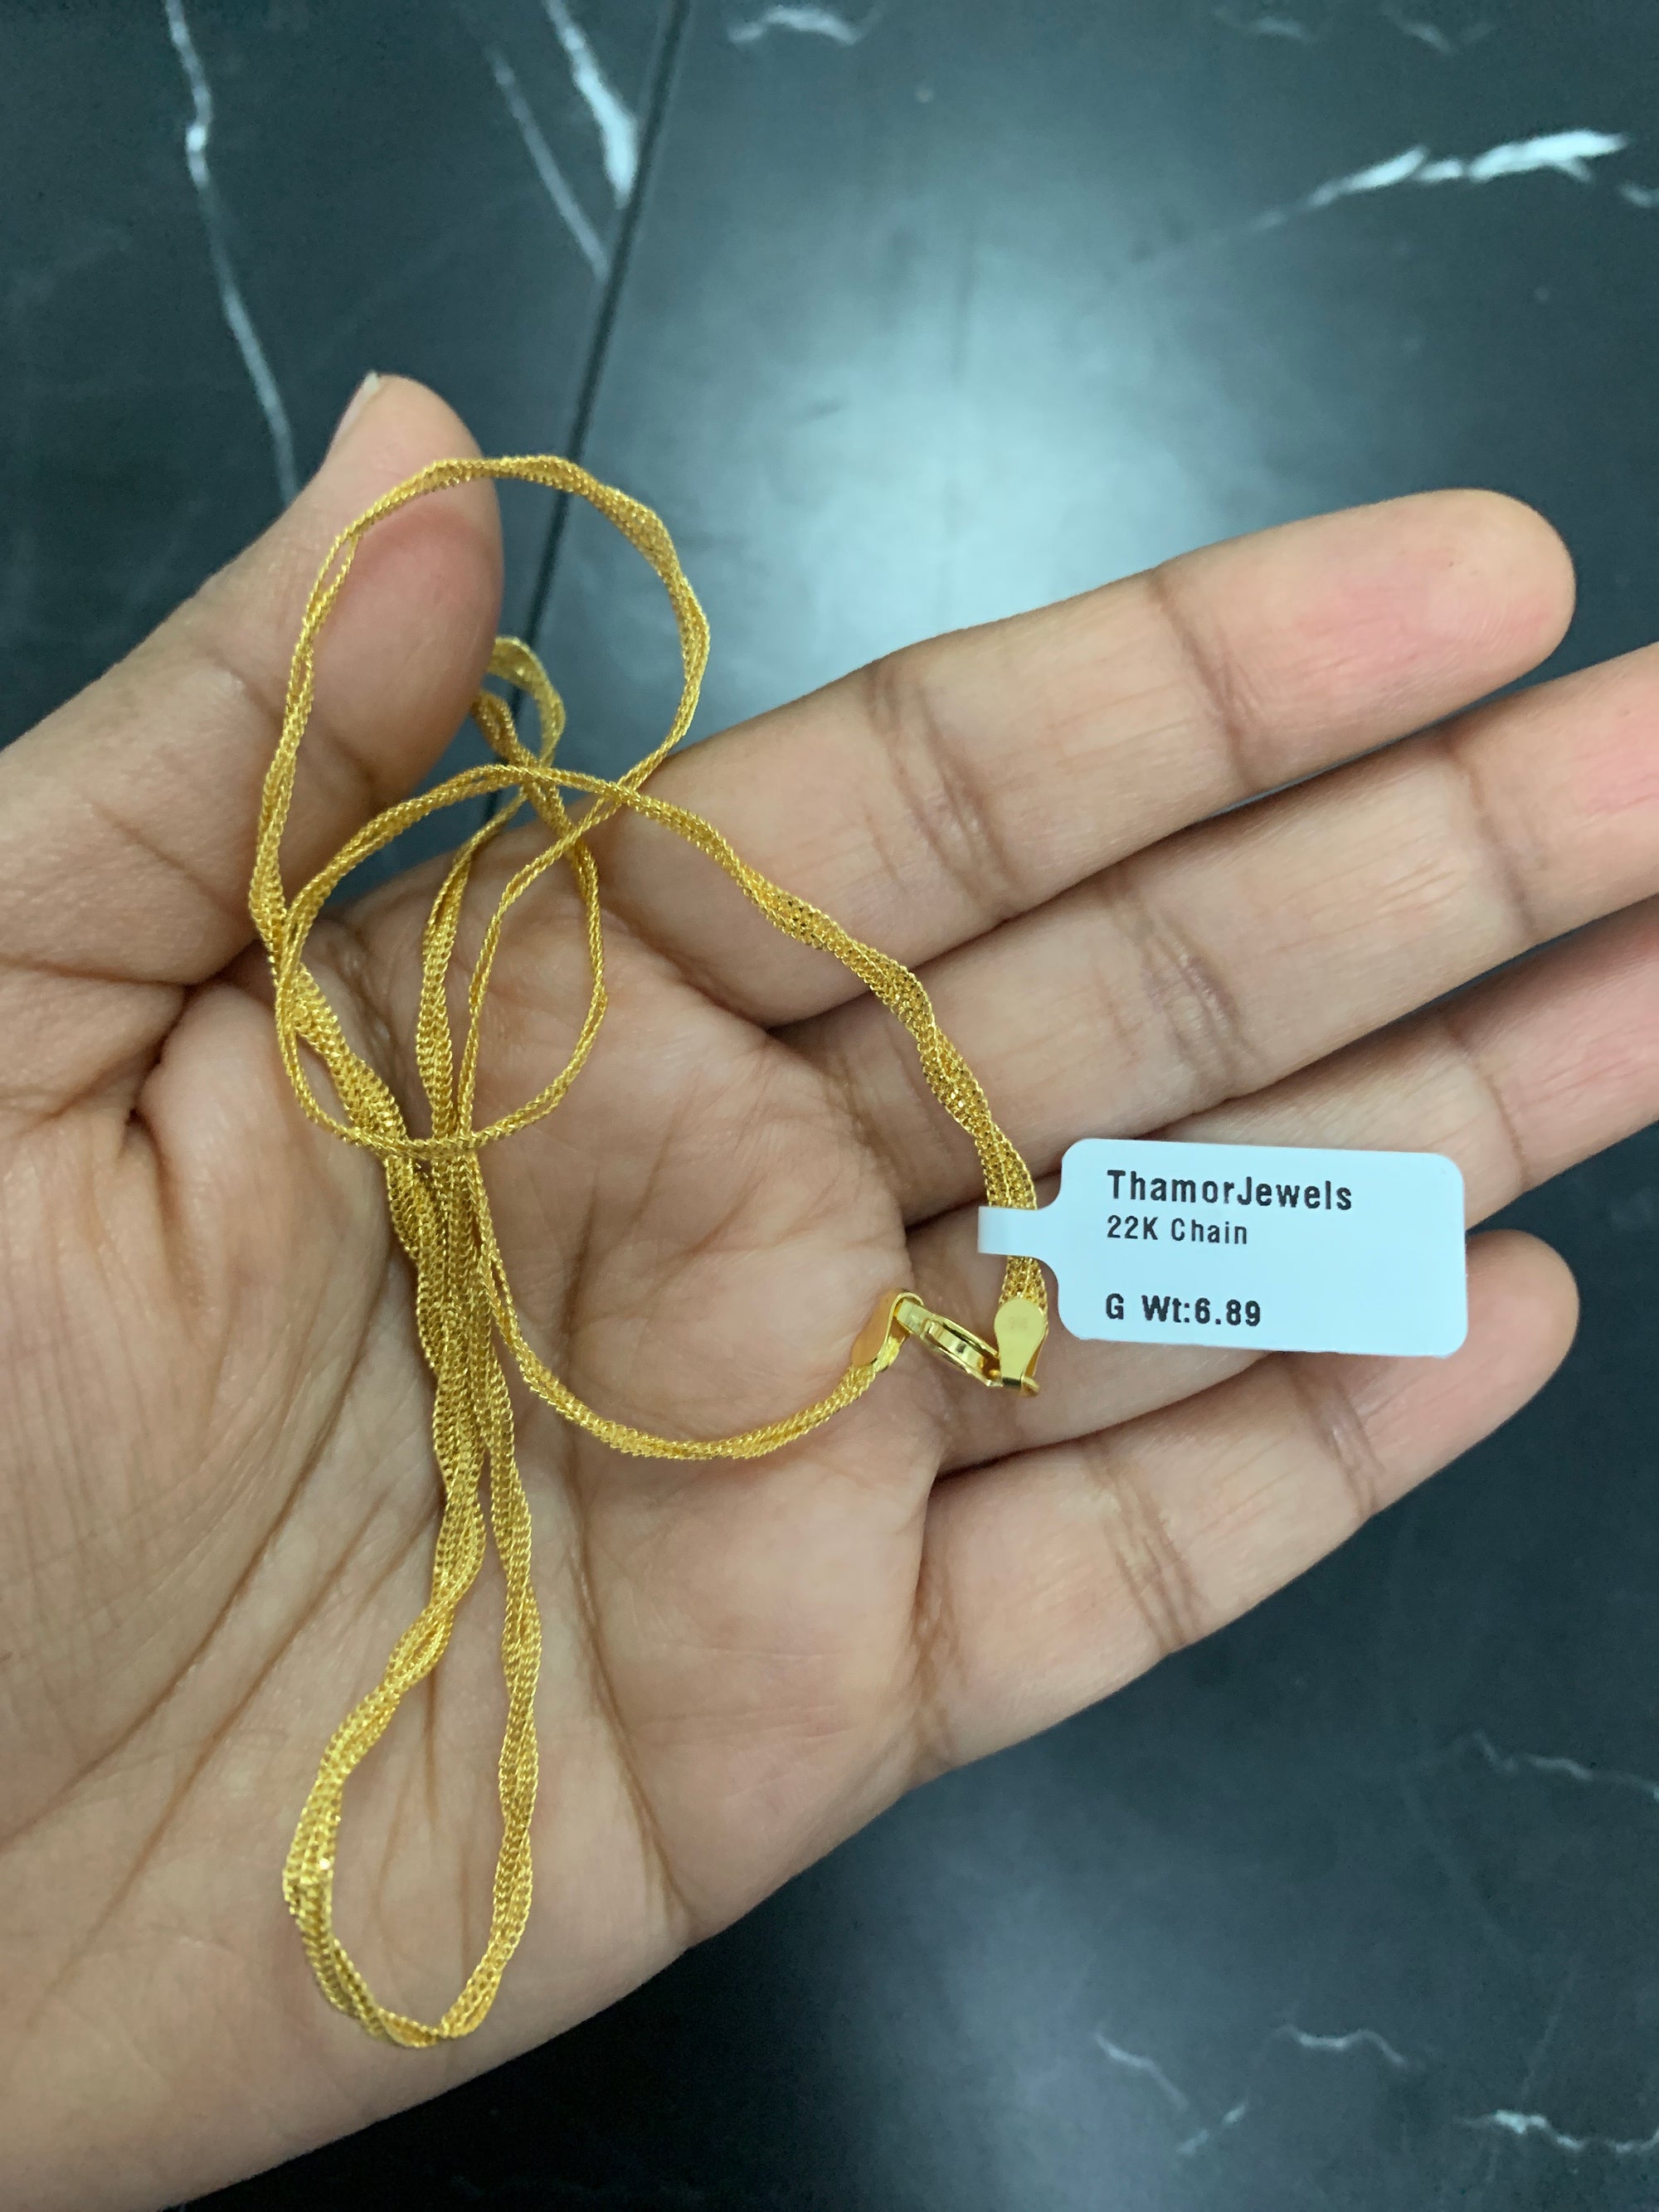 ThamorJewels
22K Chain
G Wt:6.89